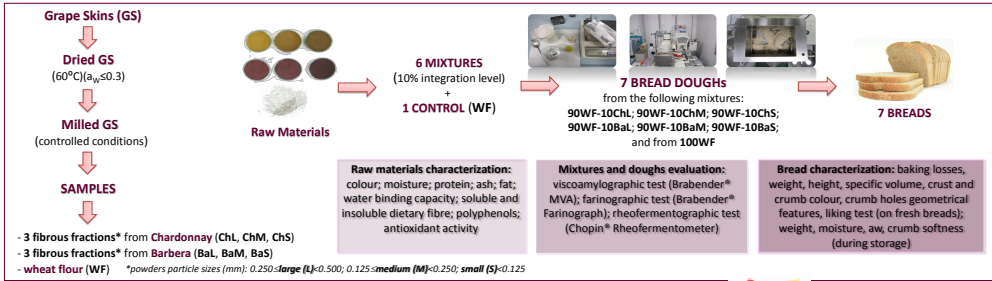 Grape Skins (GS)
Dried GS
(60ºC)(aw≤0.3)
Milled GS
(controlled conditions)
SAMPLES
- 3 fibrous fractions* from Chardonnay (ChL, ChM, ChS)
- 3 fibrous fractions* from Barbera (BaL, BaM, BaS)
- wheat flour (WF)
*powders particle sizes (mm): 0.250≤large (L)<0.500; 0.125≤medium (M)<0.250; small (S)<0.125
Raw Materials
6 MIXTURES
(10% integration level)
+
1 CONTROL (WF)
7 BREAD DOUGHS
from the following mixtures:
90WF-10ChL; 90WF-10ChM; 90WF-10ChS;
90WF-10BaL; 90WF-10BaM; 90WF-10BaS;
and from 100WF
7 BREADS
Raw materials characterization:
colour; moisture; protein; ash; fat;
water binding capacity; soluble and
insoluble dietary fibre; polyphenols;
antioxidant activity
Mixtures and doughs evaluation:
viscoamylographic test (Brabender®
MVA); farinographic test (Brabender®
Farinograph); rheofermentographic test
(Chopin® Rheofermentometer)
Bread characterization: baking losses,
weight, height, specific volume, crust and
crumb colour, crumb holes geometrical
features, liking test (on fresh breads);
weight, moisture, aw, crumb softness
(during storage)